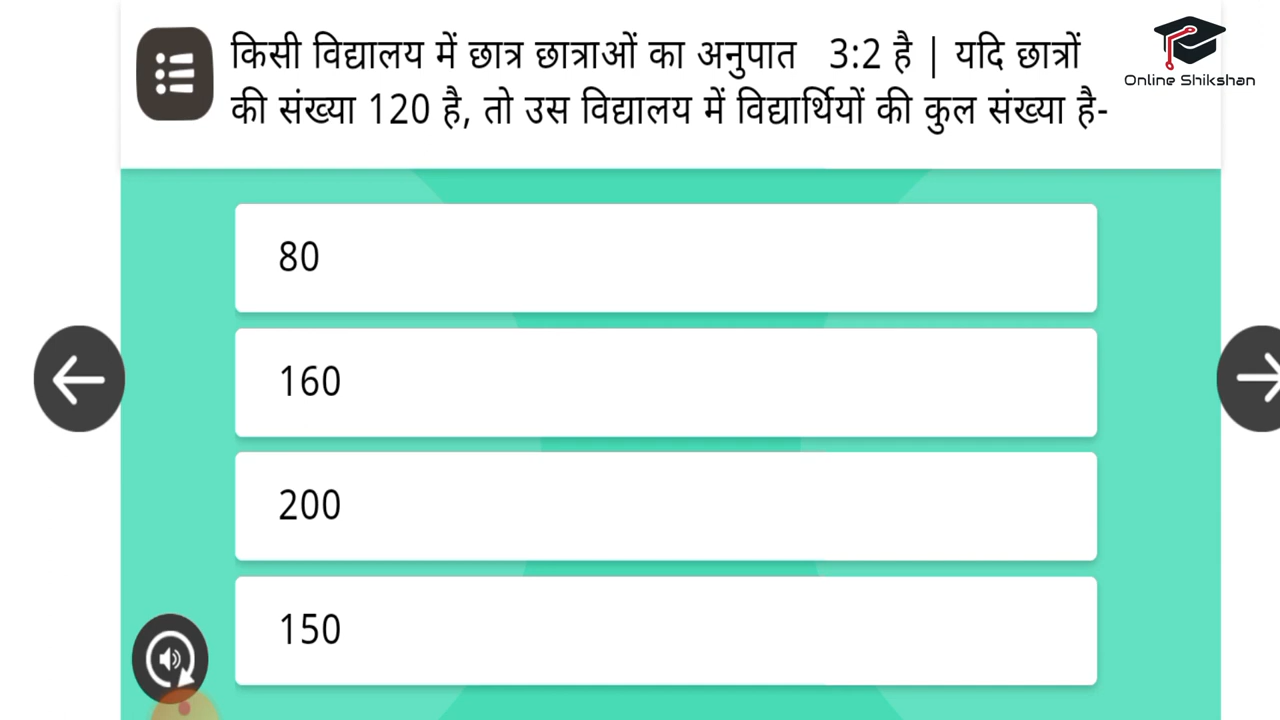 किसी विद्यालय में छात्र छात्राओं का अनुपात 3:2 है | यदि छात्रों
की संख्या 120 है, तो उस विद्यालय में विद्यार्थियों की कुल संख्या है-
Online Shikshan
80
160
200
150